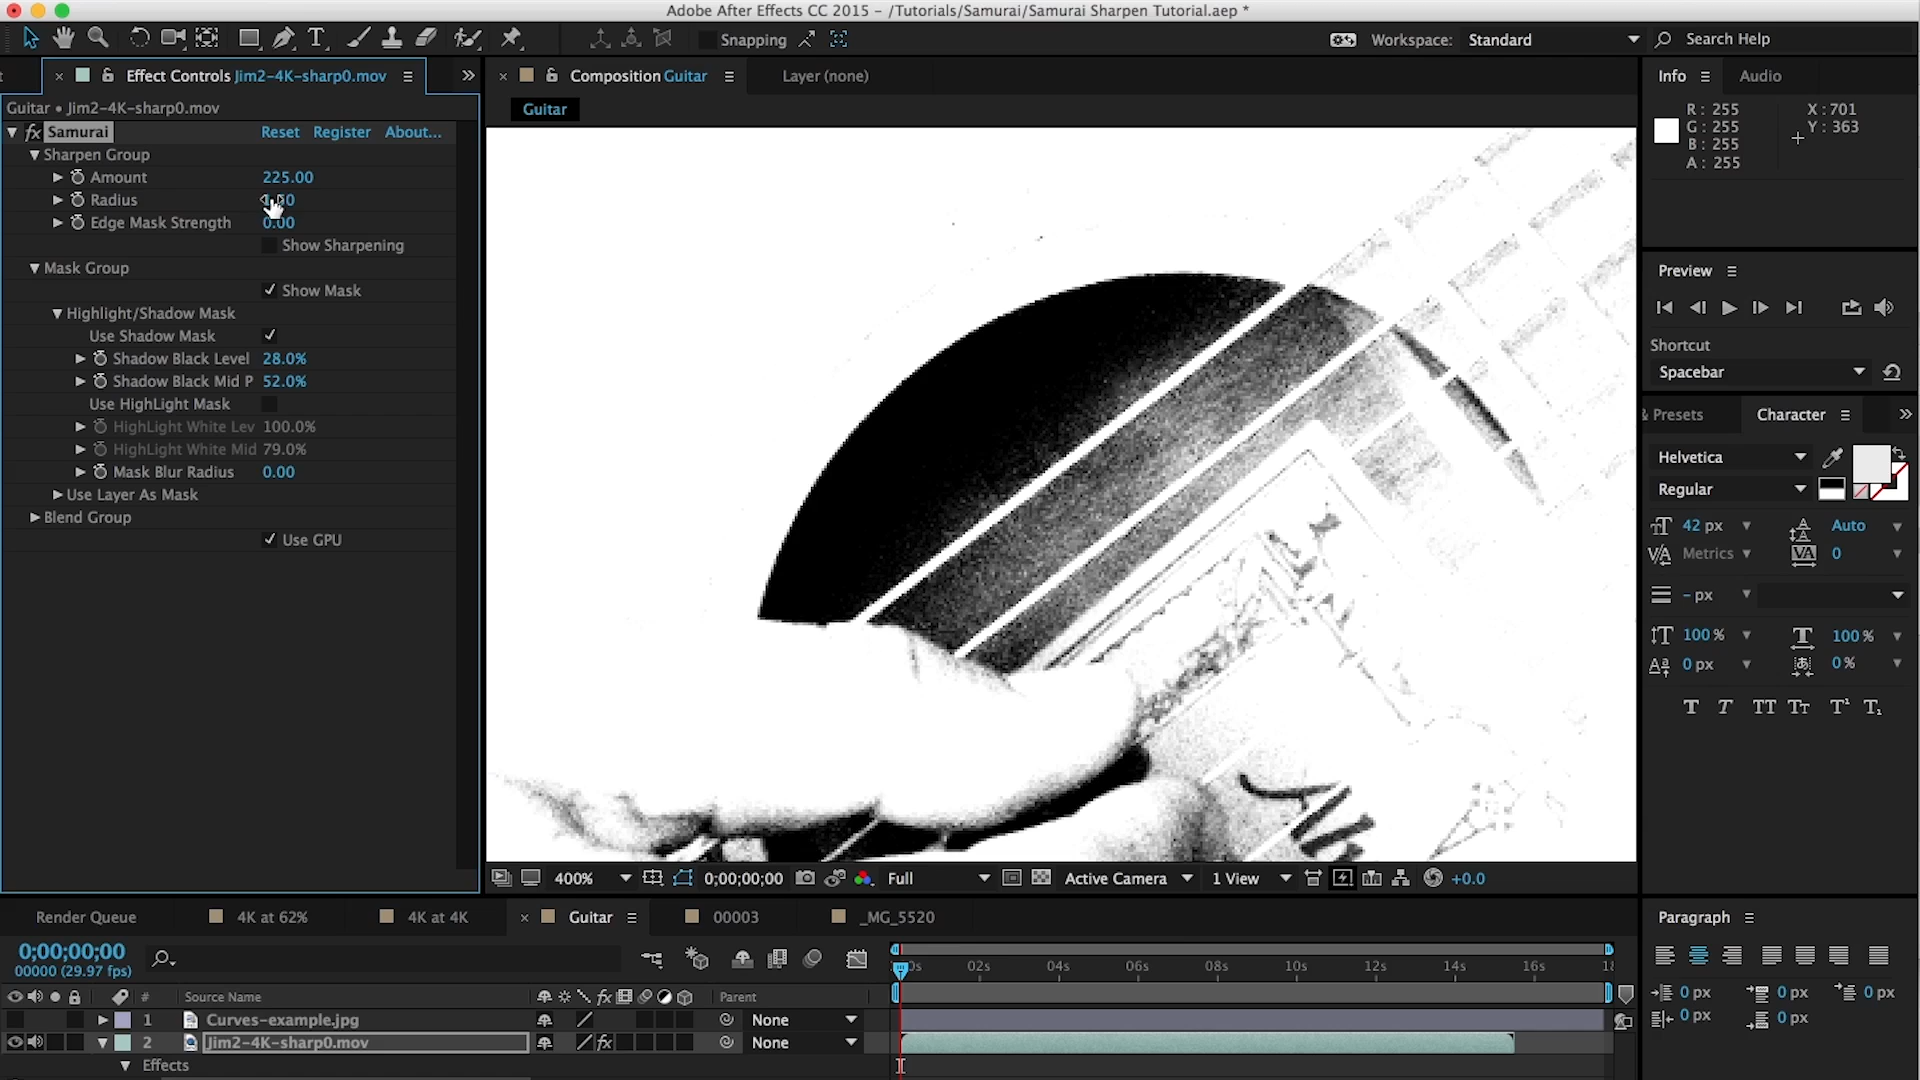 Adobe After Effects CC 2015 – /Tutorials/Samurai/Samurai Sharpen Tutorial.aep *
Snapping
Workspace: Standard
Search Help
Effect Controls Jim2-4K-sharp0.mov
Composition Guitar
Layer (none)
Info
Audio
Guitar • Jim2-4K-sharp0.mov
Guitar
R: 255
G: 255
B: 255
A: 255
X: 701
Y: 363
fx Samurai Reset Register About...
Sharpen Group
Amount 225.00
Radius
Edge Mask Strength 0.00
Show Sharpening
Mask Group
Show Mask
Highlight/Shadow Mask
Use Shadow Mask
Shadow Black Level 28.0%
Shadow Black Mid P 52.0%
Use HighLight Mask
HighLight White Lev 100.0%
HighLight White Mid 79.0%
Mask Blur Radius 0.00
Use Layer As Mask
Blend Group
Use GPU
Preview
Shortcut
Spacebar
& Presets
Character
Helvetica
Regular
42 px
Auto
Metrics
0
- px
100 %
100 %
0 px
0 %
T T TT Tt T¹ T₁
400%
0;00;00;00
Full
Active Camera
1 View
+0.0
Render Queue
4K at 62%
4K at 4K
Guitar
00003
_MG_5520
Paragraph
0;00;00;00
00000 (29.97 fps)
02s 04s 06s 08s 10s 12s 14s 16s
# Source Name
fx
Parent
1 Curves-example.jpg None
2 Jim2-4K-sharp0.mov fx None
Effects
0 px 0 px 0 px
0 px 0 px